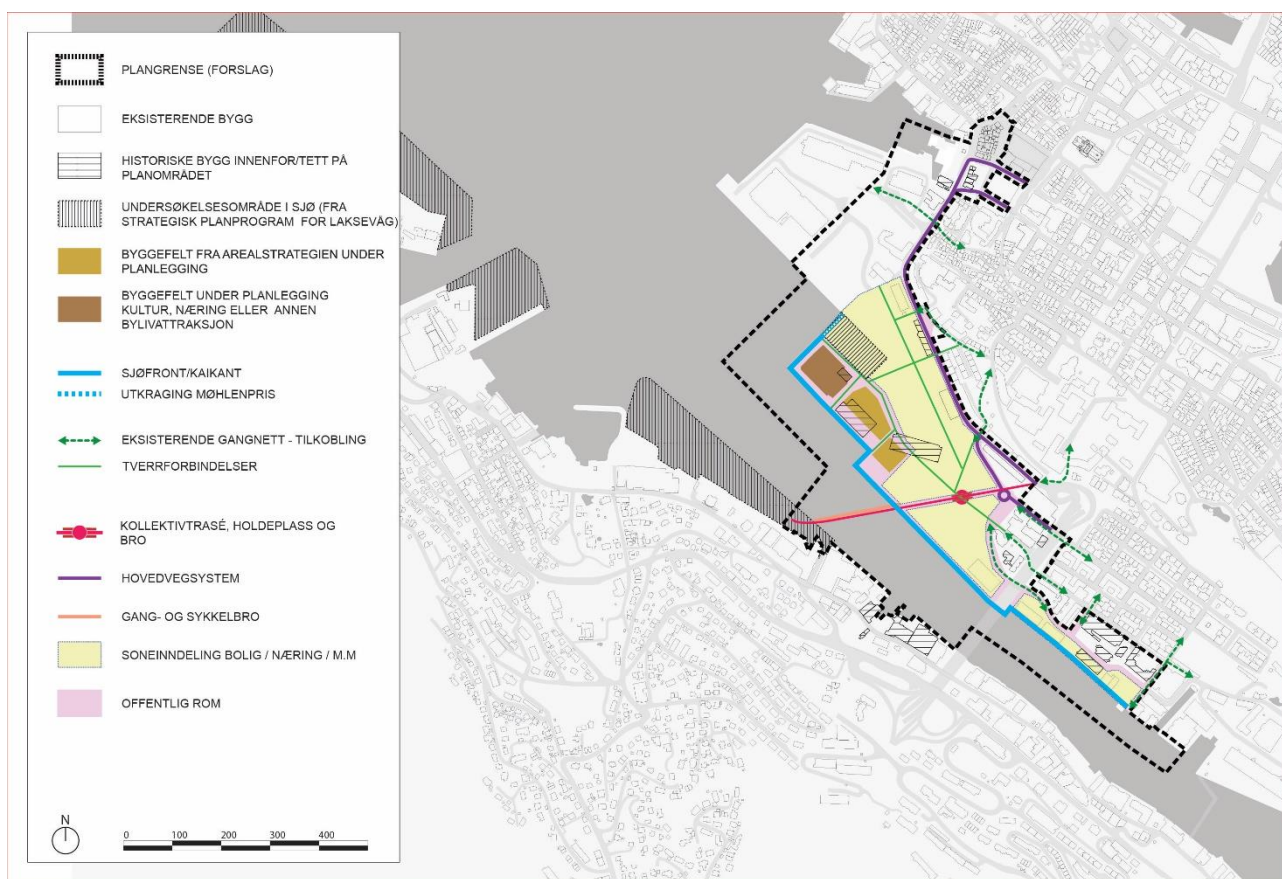 PLANGRENSE (FORSLAG)
EKSISTERENDE BYGG
HISTORISKE BYGG INNENFOR/TETT PÅ
PLANOMRÅDET
UNDERSØKELSESOMRÅDE I SJØ (FRA
STRATEGISK PLANPROGRAM FOR LAKSEVÅG)
BYGGEFELT FRA AREALSTRATEGIEN UNDER
PLANLEGGING
BYGGEFELT UNDER PLANLEGGING
KULTUR, NÆRING ELLER ANNEN
BYLIVATTRAKSJON
SJØFRONT/KAIKANT
UTKRAGING MØHLENPRIS
EKSISTERENDE GANGNETT - TILKOBLING
TVERRFORBINDELSER
KOLLEKTIVTRASÉ, HOLDEPLASS OG
BRO
HOVEDVEGSYSTEM
GANG- OG SYKKELBRO
SONEINNDELING BOLIG / NÆRING / M.M
OFFENTLIG ROM
N
0 100 200 300 400